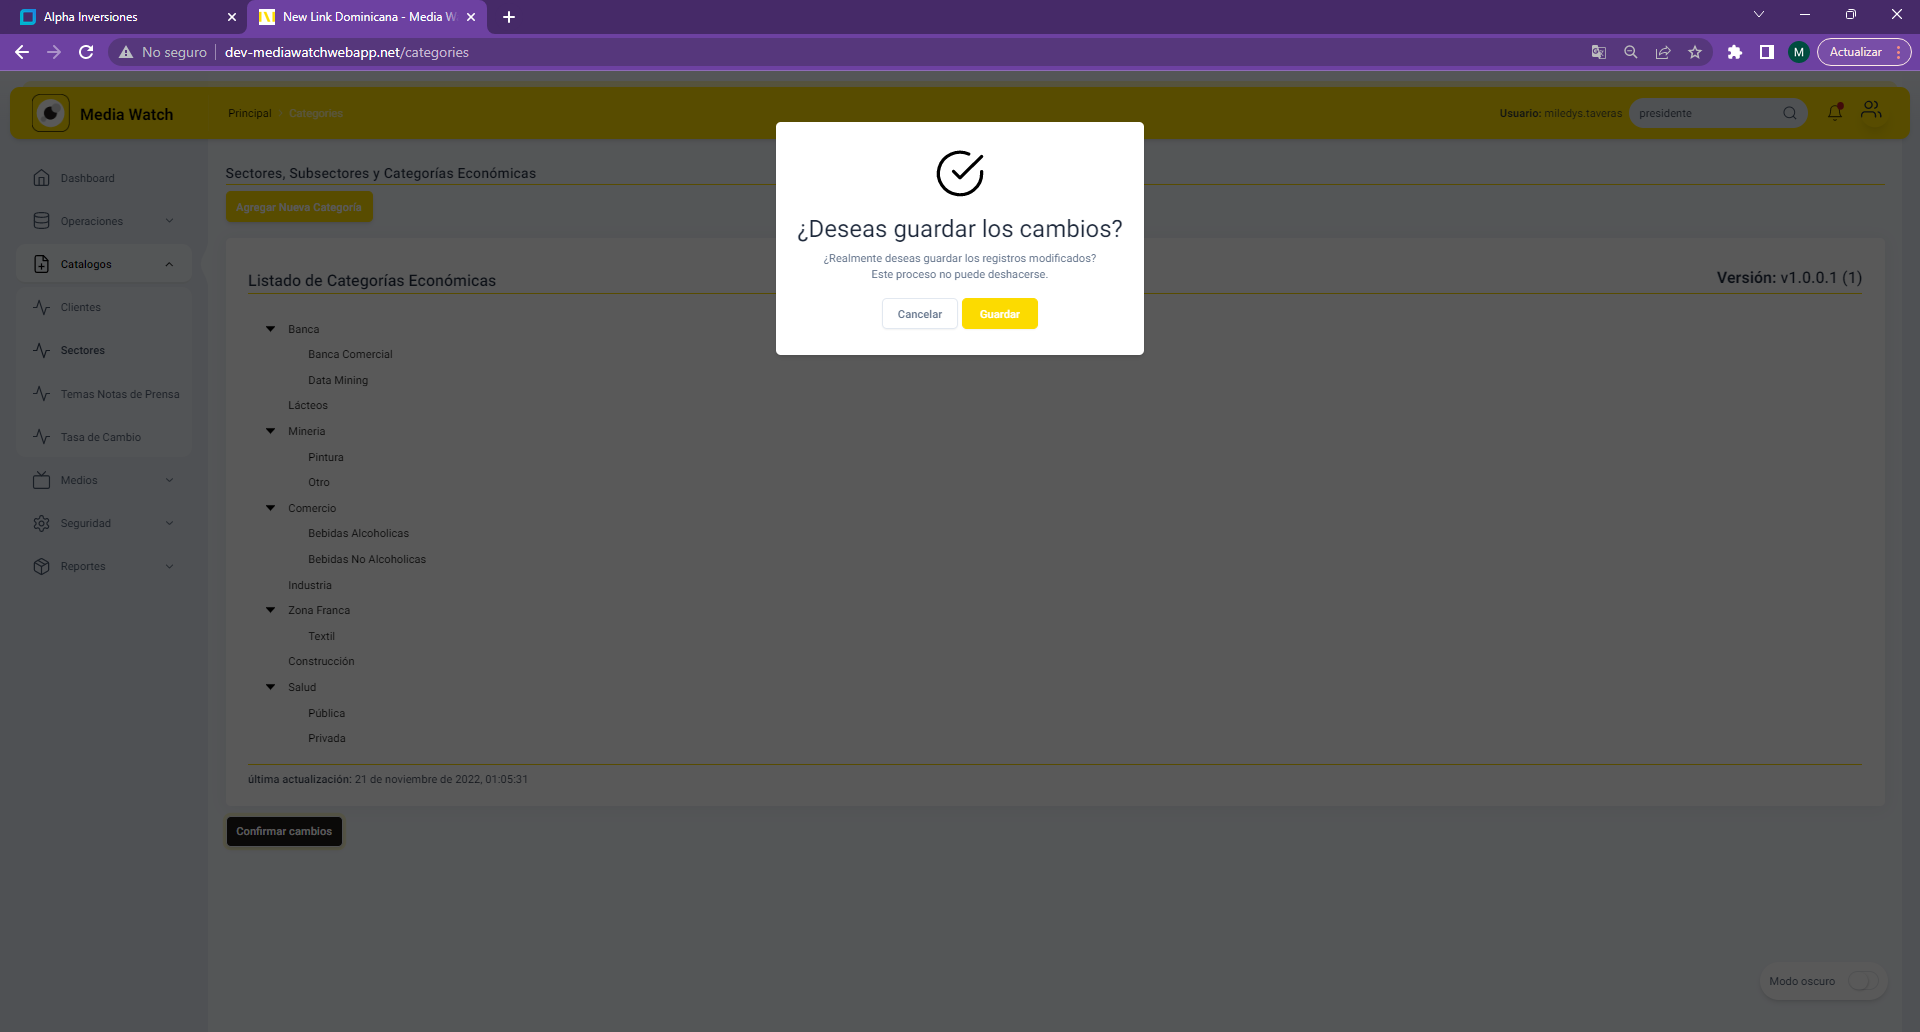 Alpha Inversiones
New Link Dominicana - Media W
No seguro
dev-mediawatchwebapp.net/categories
M
Actualizar
Media Watch
Principal
Categories
Usuario: miledys.taveras
presidente
Dashboard
Operaciones
Catalogos
Clientes
Sectores
Temas Notas de Prensa
Tasa de Cambio
Medios
Seguridad
Reportes
Sectores, Subsectores y Categorías Económicas
Agregar Nueva Categoría
Listado de Categorías Económicas
Versión: v1.0.0.1 (1)
Banca
Banca Comercial
Data Mining
Lácteos
Mineria
Pintura
Otro
Comercio
Bebidas Alcoholicas
Bebidas No Alcoholicas
Industria
Zona Franca
Textil
Construcción
Salud
Pública
Privada
última actualización: 21 de noviembre de 2022, 01:05:31
Confirmar cambios
¿Deseas guardar los cambios?
¿Realmente deseas guardar los registros modificados?
Este proceso no puede deshacerse.
Cancelar
Guardar
Modo oscuro